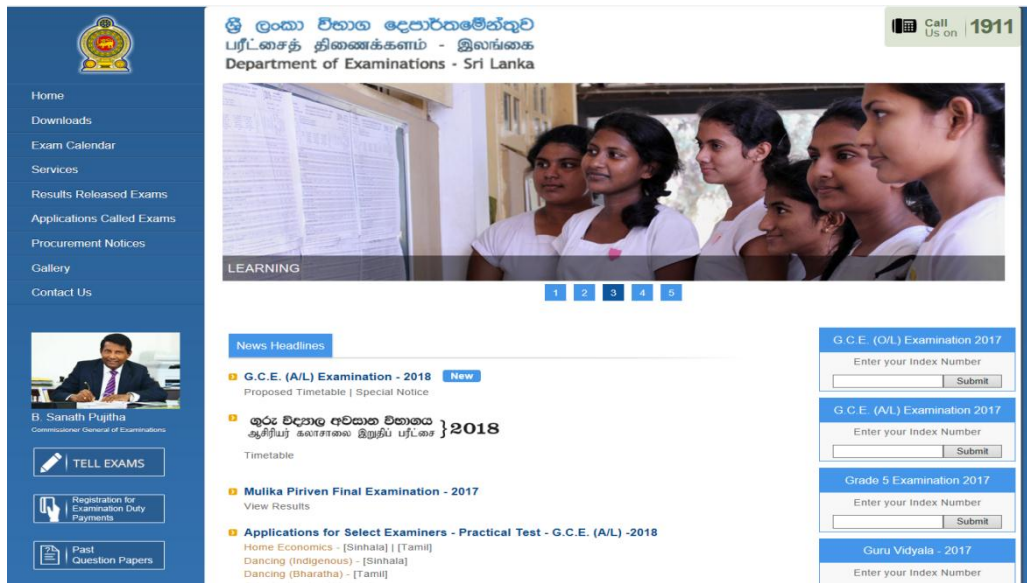 ශ්‍රී ලංකා විභාග දෙපාර්තමේන්තුව
பரீட்சைத் திணைக்களம் - இலங்கை
Department of Examinations - Sri Lanka
Call Us on 1911
Home
Downloads
Exam Calendar
Services
Results Released Exams
Applications Called Exams
Procurement Notices
Gallery
Contact Us
B. Sanath Pujitha
Commissioner General of Examinations
TELL EXAMS
Registration for
Examination Duty
Payments
Past
Question Papers
LEARNING
1 2 3 4 5
News Headlines
G.C.E. (A/L) Examination - 2018 New
Proposed Timetable | Special Notice
ගුරු විද්‍යාල අවසාන විභාගය
ஆசிரியர் கலாசாலை இறுதிப் பரீட்சை } 2018
Timetable
Mulika Piriven Final Examination - 2017
View Results
Applications for Select Examiners - Practical Test - G.C.E. (A/L) -2018
Home Economics - [Sinhala] | [Tamil]
Dancing (Indigenous) - [Sinhala]
Dancing (Bharatha) - [Tamil]
G.C.E. (O/L) Examination 2017
Enter your Index Number
Submit
G.C.E. (A/L) Examination 2017
Enter your Index Number
Submit
Grade 5 Examination 2017
Enter your Index Number
Submit
Guru Vidyala - 2017
Enter your Index Number